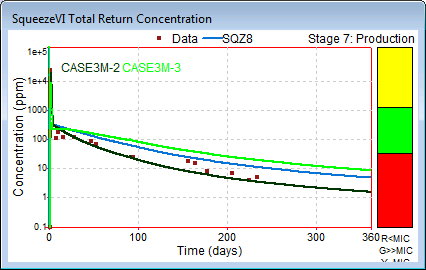 SqueezeVI Total Return Concentration
Data SQZ8 Stage 7: Production
CASE3M-2 CASE3M-3
Concentration (ppm)
1e+5
1e+4
1000
100
10
1
0.1
0 100 200 300 360
Time (days)
R<MIC
G>>MIC